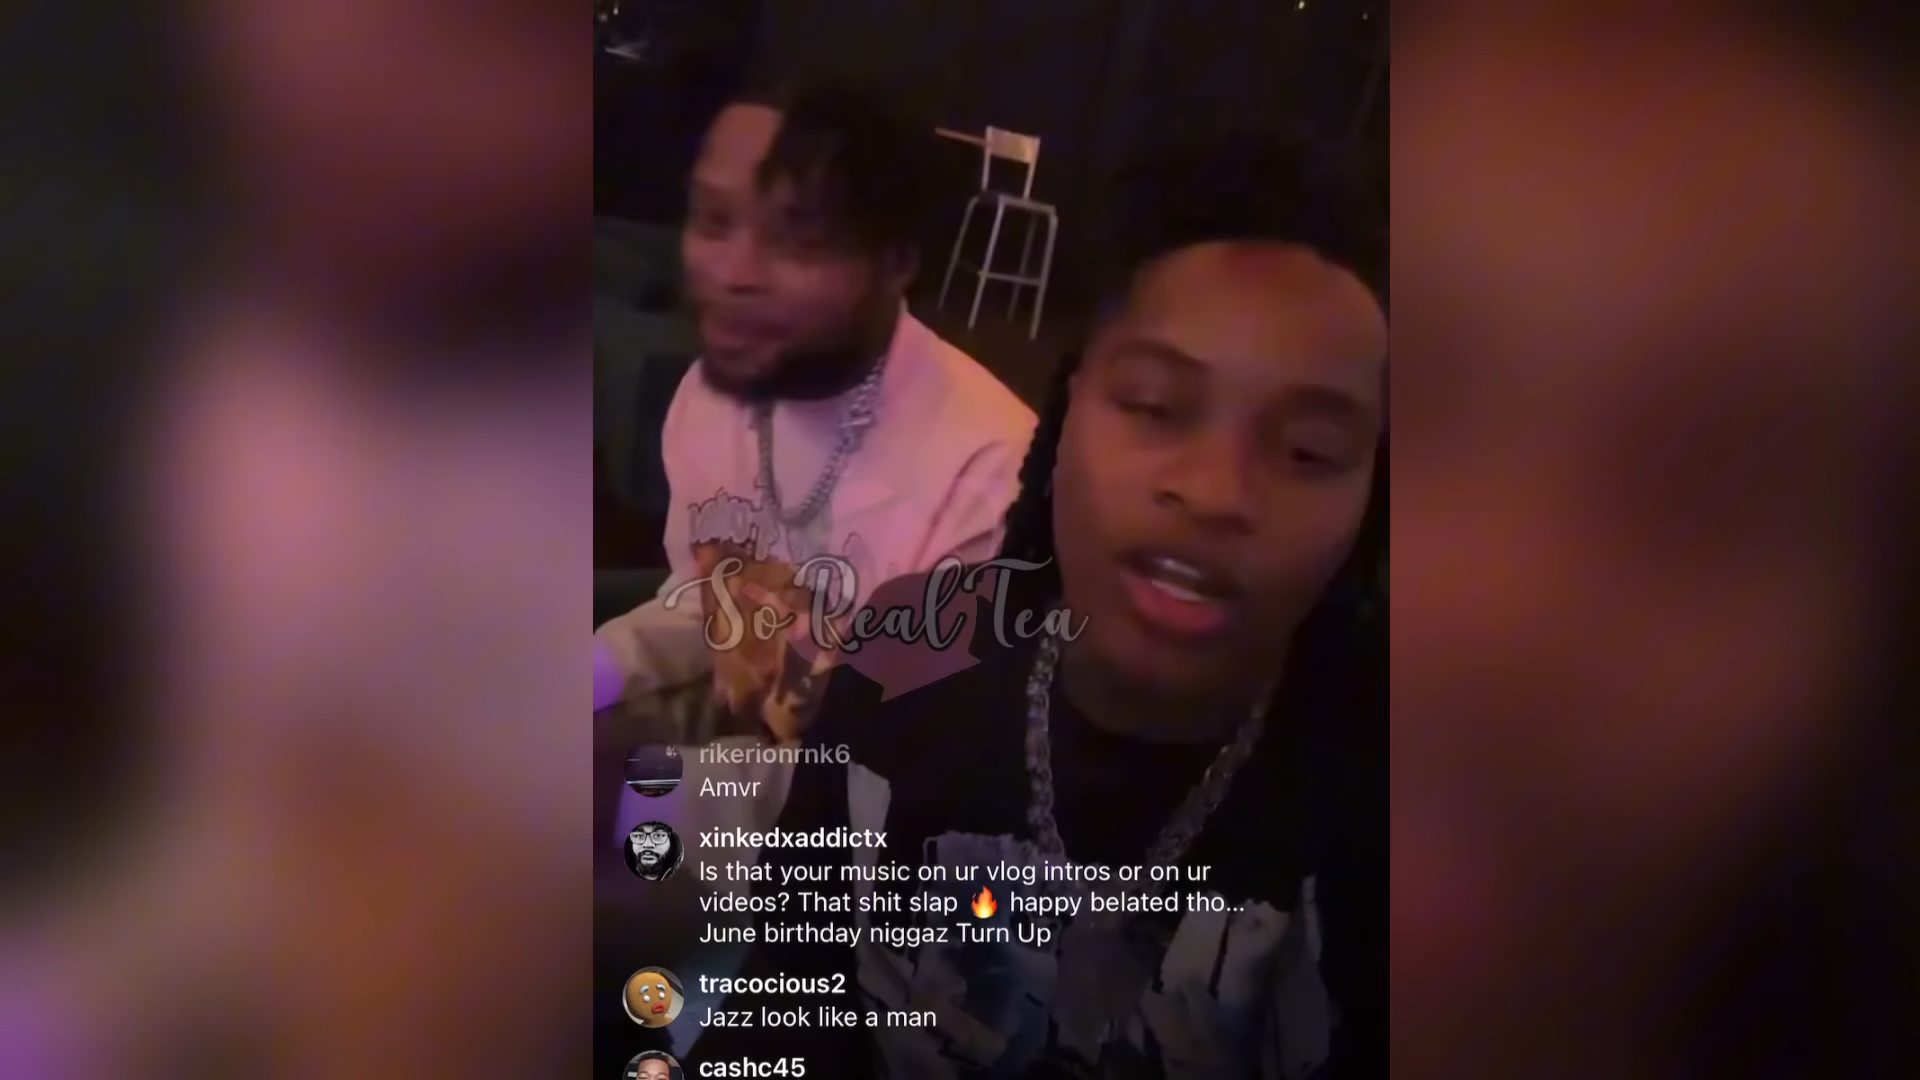 So Real Tea
rikerionrnk6
Amvr
xinkedxaddictx
Is that your music on ur vlog intros or on ur
videos? That shit slap 🔥 happy belated tho...
June birthday niggaz Turn Up
tracocious2
Jazz look like a man
cashc45